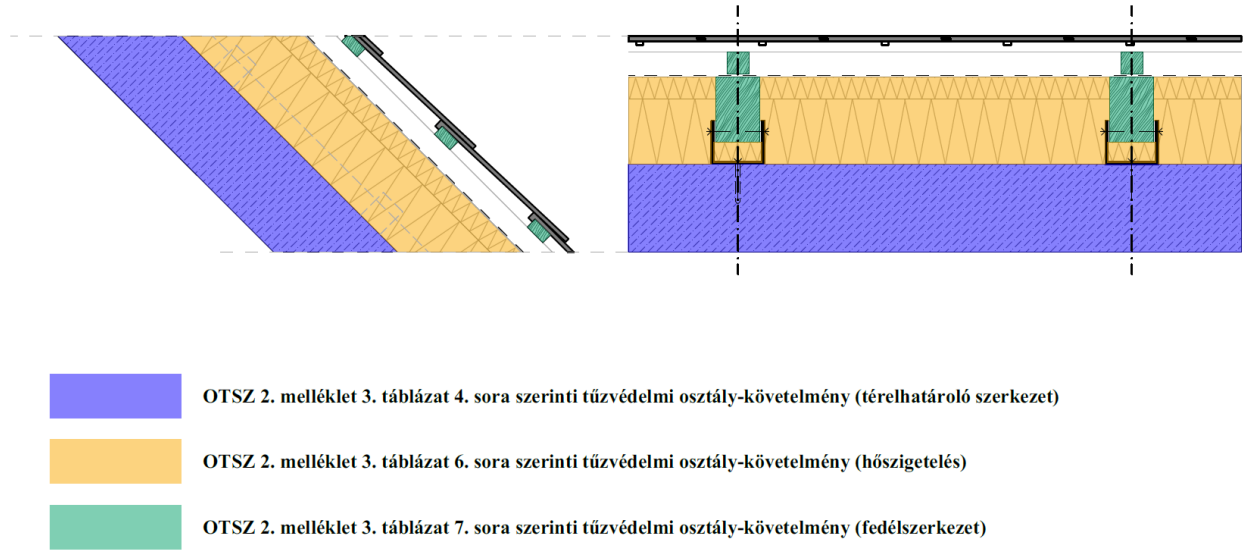 OTSZ 2. melléklet 3. táblázat 4. sora szerinti tűzvédelmi osztály-követelmény (térelhatároló szerkezet)
OTSZ 2. melléklet 3. táblázat 6. sora szerinti tűzvédelmi osztály-követelmény (hőszigetelés)
OTSZ 2. melléklet 3. táblázat 7. sora szerinti tűzvédelmi osztály-követelmény (fedélszerkezet)